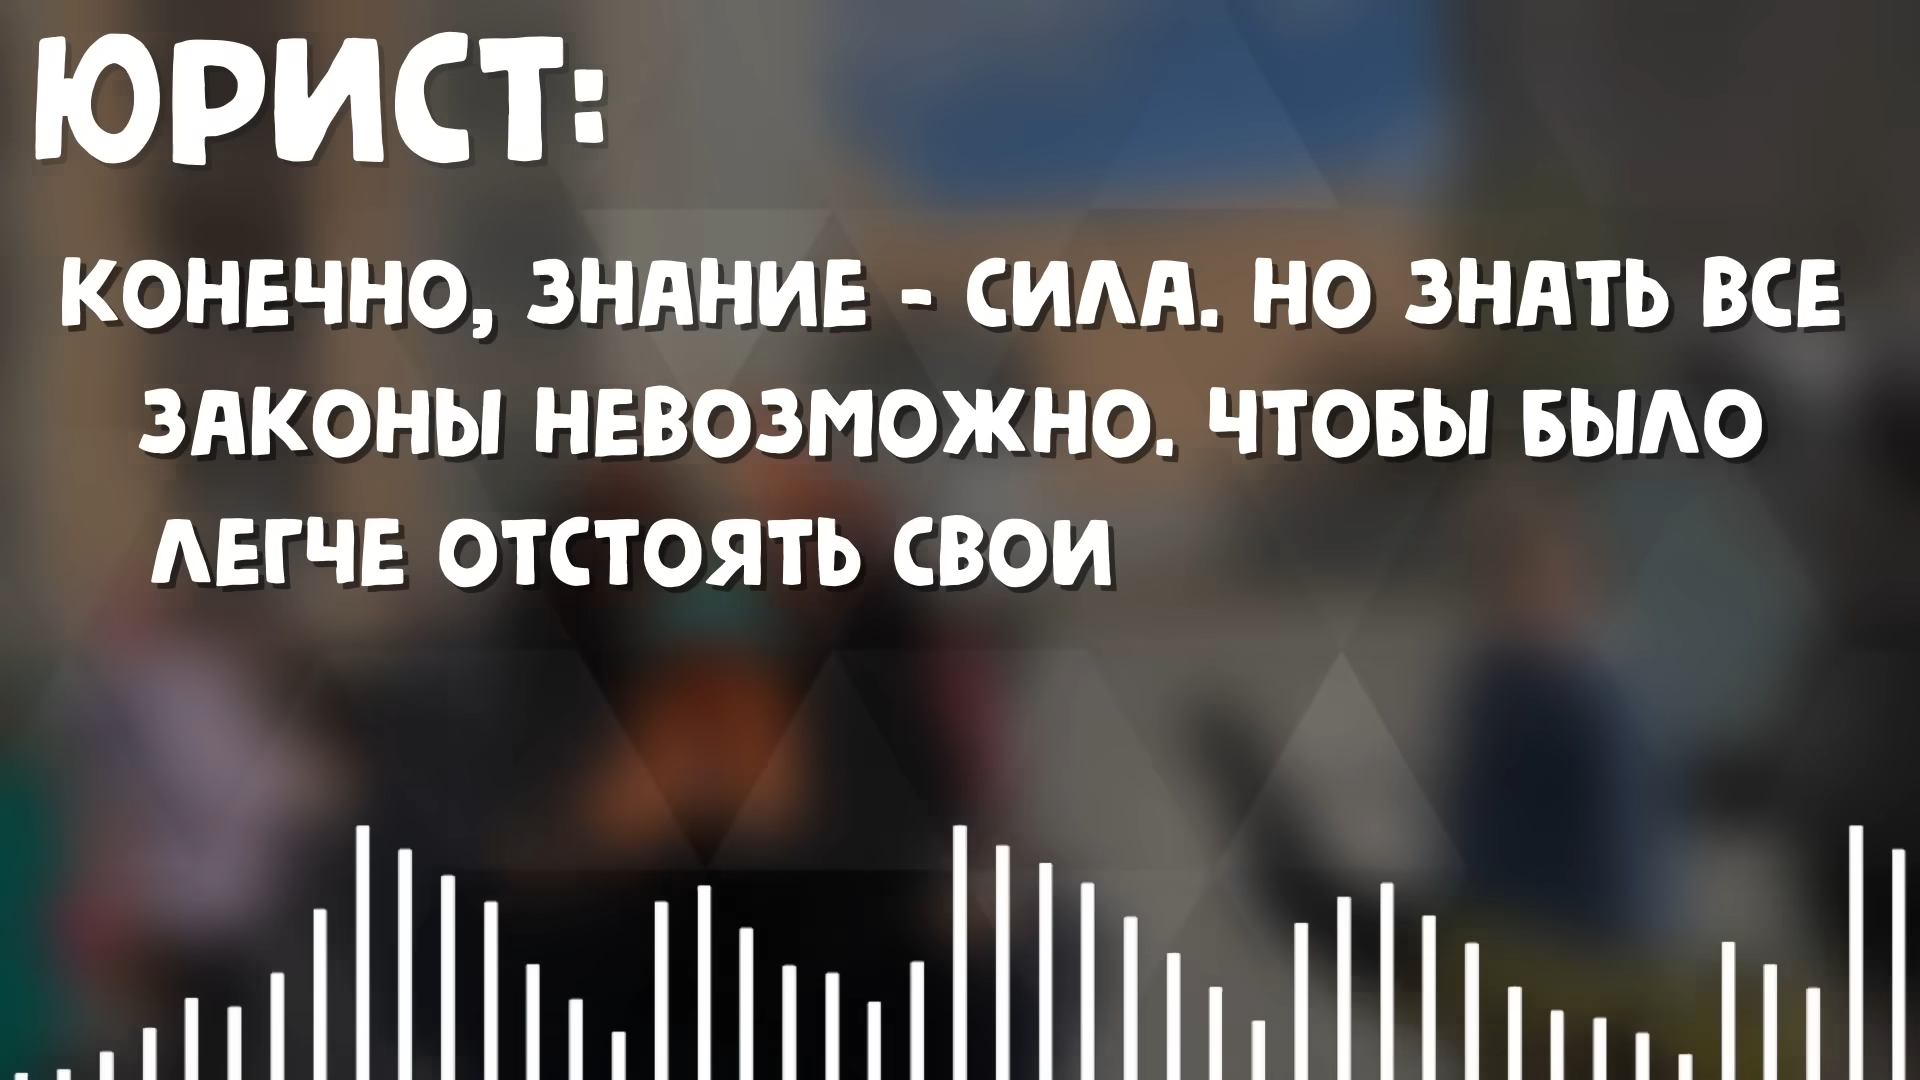 ЮРИСТ:
КОНЕЧНО, ЗНАНИЕ - СИЛА. НО ЗНАТЬ ВСЕ
ЗАКОНЫ НЕВОЗМОЖНО. ЧТОБЫ БЫЛО
ЛЕГЧЕ ОТСТОЯТЬ СВОИ